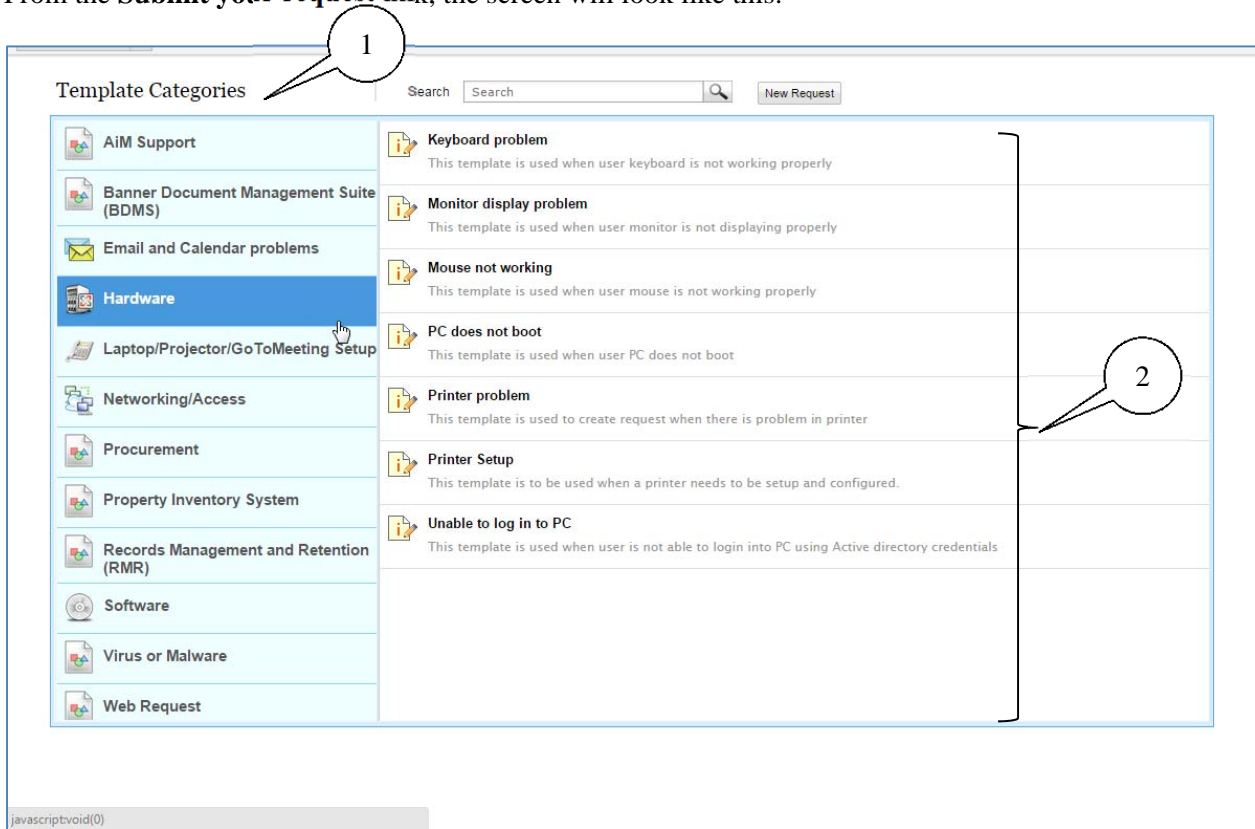 From the Submit your request link, the screen will look like this:
1
Template Categories
Search Search New Request
AiM Support
Banner Document Management Suite
(BDMS)
Email and Calendar problems
Hardware
Laptop/Projector/GoToMeeting Setup
Networking/Access
Procurement
Property Inventory System
Records Management and Retention
(RMR)
Software
Virus or Malware
Web Request
Keyboard problem
This template is used when user keyboard is not working properly
Monitor display problem
This template is used when user monitor is not displaying properly
Mouse not working
This template is used when user mouse is not working properly
PC does not boot
This template is used when user PC does not boot
Printer problem
This template is used to create request when there is problem in printer
Printer Setup
This template is to be used when a printer needs to be setup and configured.
Unable to log in to PC
This template is used when user is not able to login into PC using Active directory credentials
2
javascript:void(0)